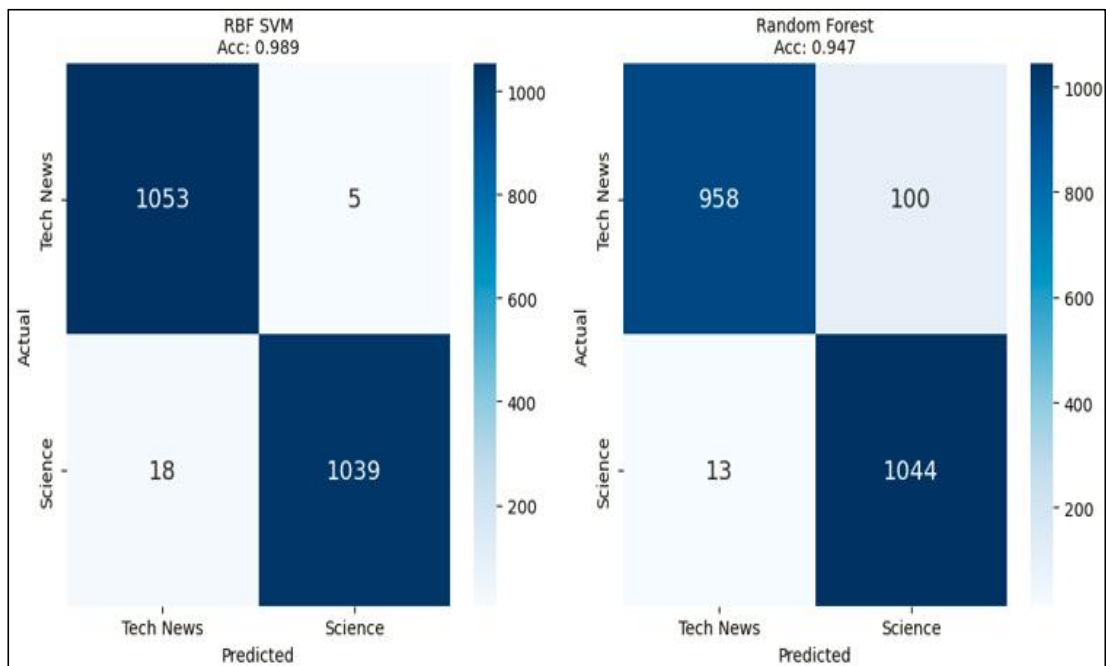 RBF SVM
Acc: 0.989
Tech News
Science
Actual
1053
5
18
1039
Tech News
Science
Predicted
1000
800
600
400
200
Random Forest
Acc: 0.947
Tech News
Science
Actual
958
100
13
1044
Tech News
Science
Predicted
1000
800
600
400
200